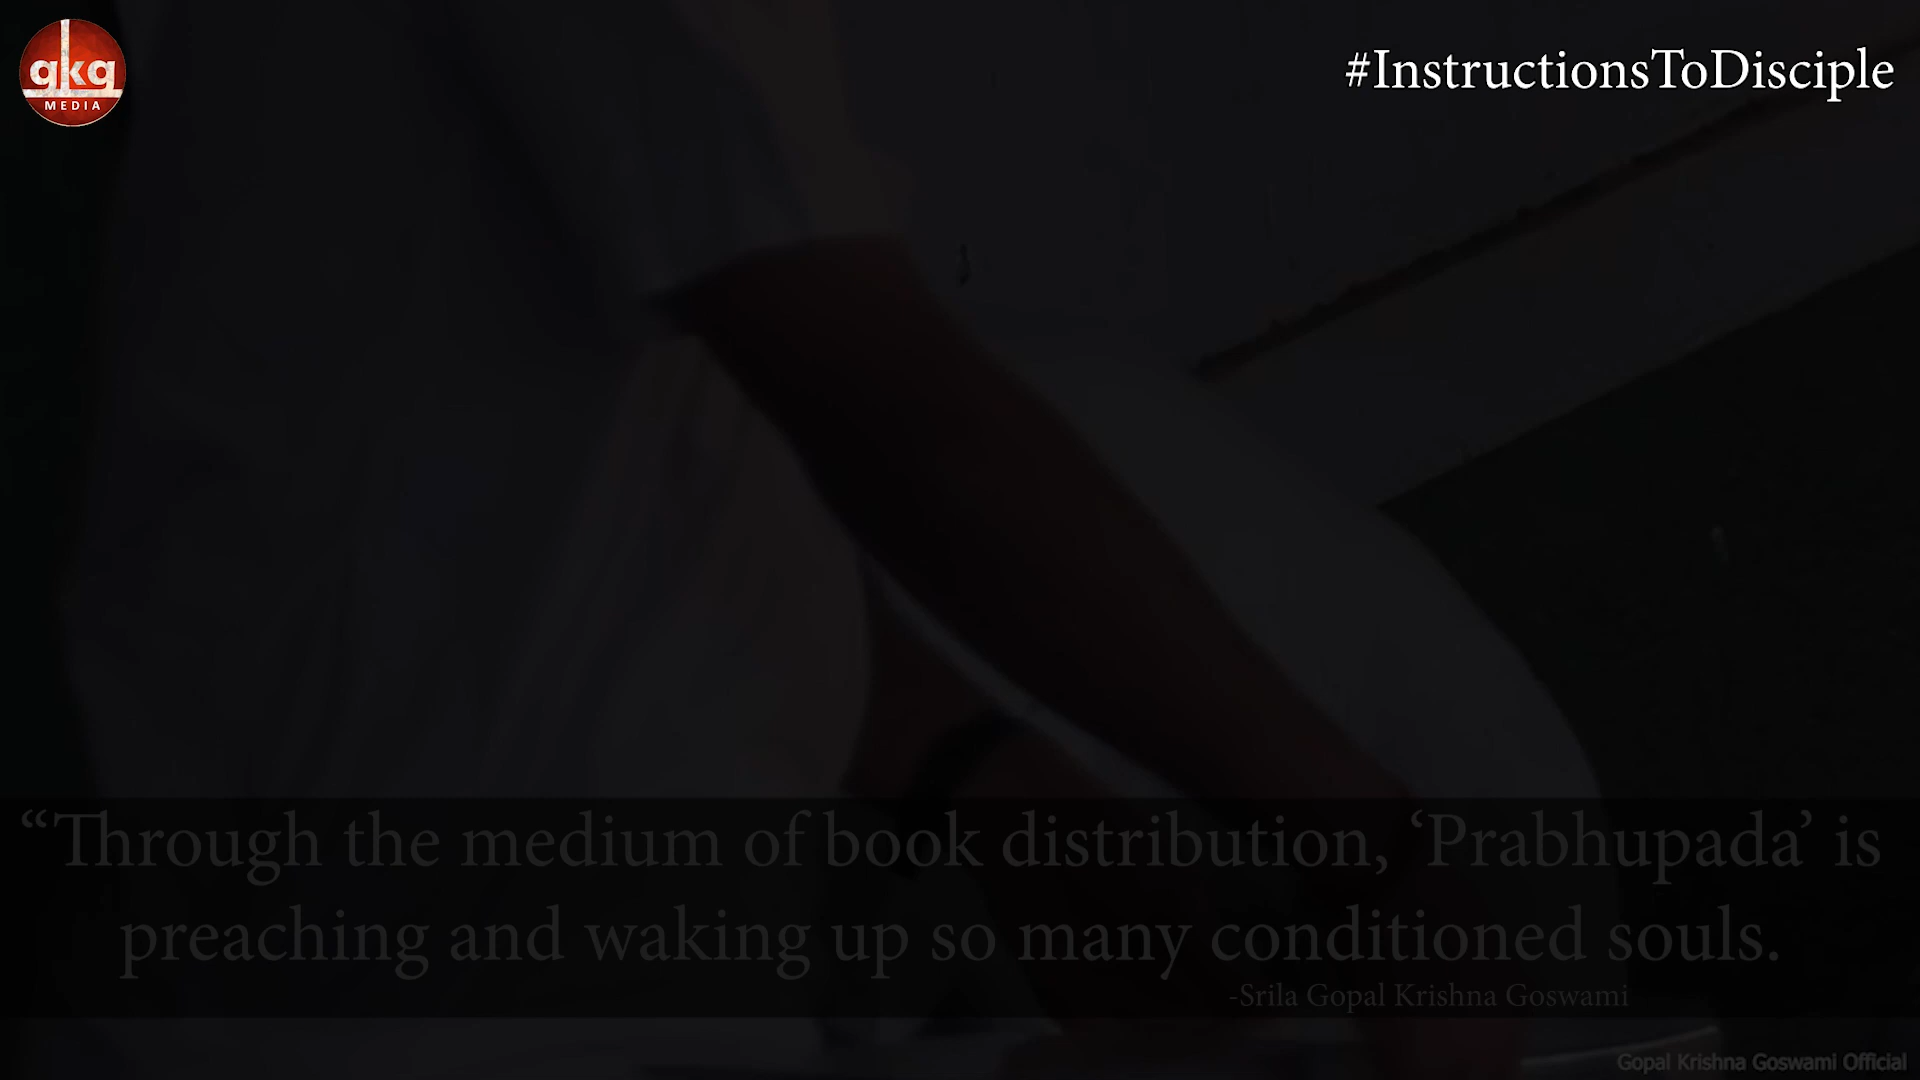 gkg
MEDIA
#InstructionsToDisciple
“Through the medium of book distribution, ‘Prabhupada’ is
preaching and waking up so many conditioned souls.
-Srila Gopal Krishna Goswami
Gopal Krishna Goswami Official